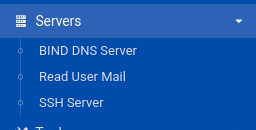 Servers
BIND DNS Server
Read User Mail
SSH Server